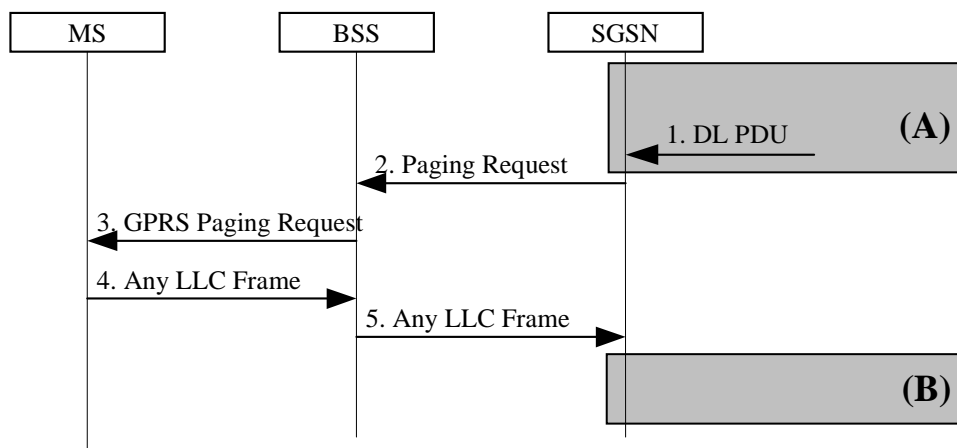 MS
BSS
SGSN
(A)
1. DL PDU
2. Paging Request
3. GPRS Paging Request
4. Any LLC Frame
5. Any LLC Frame
(B)